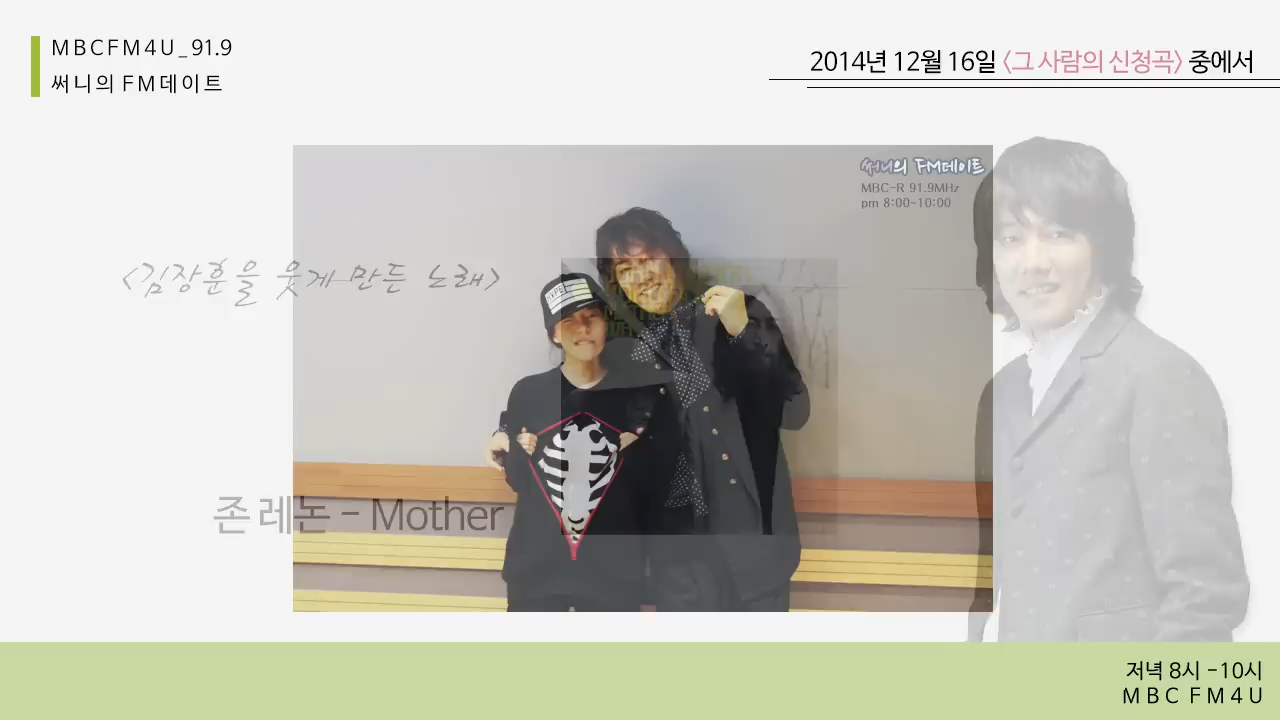 MBCFM4U_91.9
써니의 FM데이트
2014년 12월 16일 <그 사람의 신청곡> 중에서
써니의 FM데이트
MBC-R 91.9MHz
pm 8:00~10:00
<김장훈을 웃게 만든 노래>
존 레논 - Mother
저녁 8시 -10시
MBC FM4U